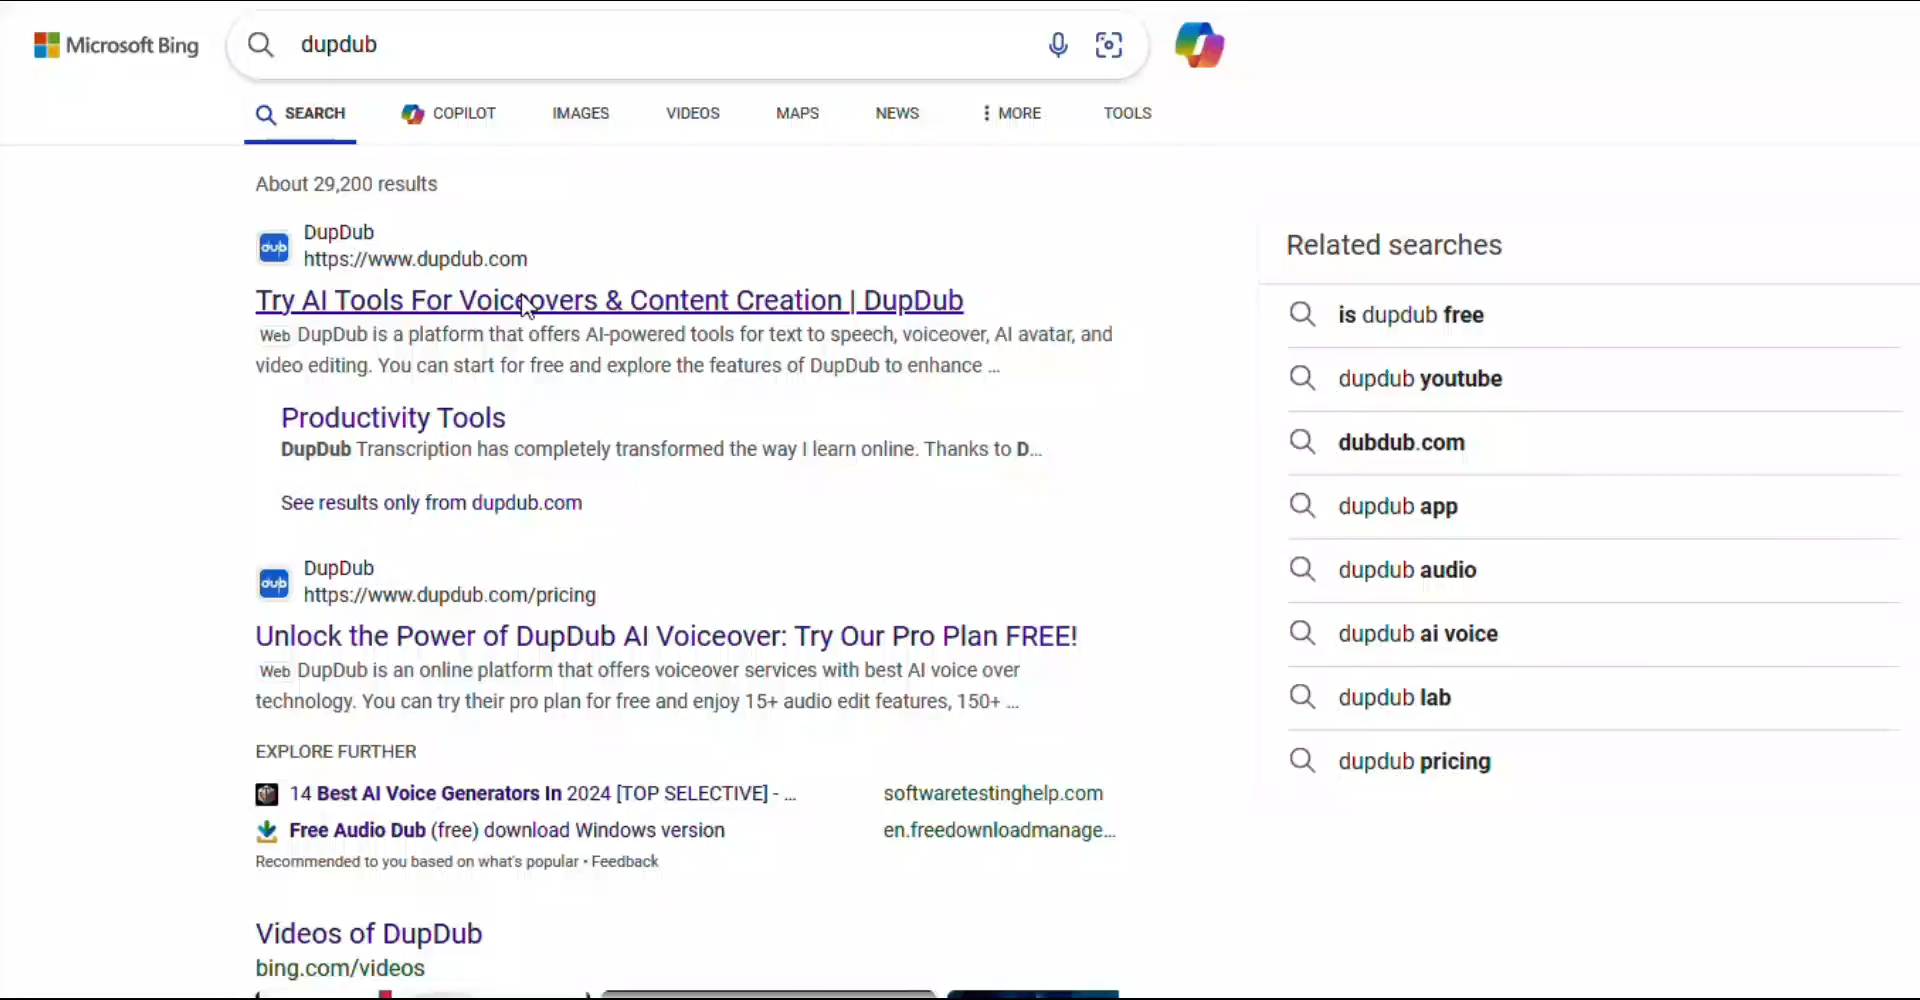 Microsoft Bing
dupdub
SEARCH
COPILOT
IMAGES
VIDEOS
MAPS
NEWS
MORE
TOOLS
About 29,200 results
dub
DupDub
https://www.dupdub.com
Try AI Tools For Voiceovers & Content Creation | DupDub
Web DupDub is a platform that offers AI-powered tools for text to speech, voiceover, AI avatar, and
video editing. You can start for free and explore the features of DupDub to enhance ...
Productivity Tools
DupDub Transcription has completely transformed the way I learn online. Thanks to D...
See results only from dupdub.com
dub
DupDub
https://www.dupdub.com/pricing
Unlock the Power of DupDub AI Voiceover: Try Our Pro Plan FREE!
Web DupDub is an online platform that offers voiceover services with best AI voice over
technology. You can try their pro plan for free and enjoy 15+ audio edit features, 150+ ...
EXPLORE FURTHER
14 Best AI Voice Generators In 2024 [TOP SELECTIVE] - ...
softwaretestinghelp.com
Free Audio Dub (free) download Windows version
en.freedownloadmanage...
Recommended to you based on what's popular • Feedback
Videos of DupDub
bing.com/videos
Related searches
is dupdub free
dupdub youtube
dubdub.com
dupdub app
dupdub audio
dupdub ai voice
dupdub lab
dupdub pricing